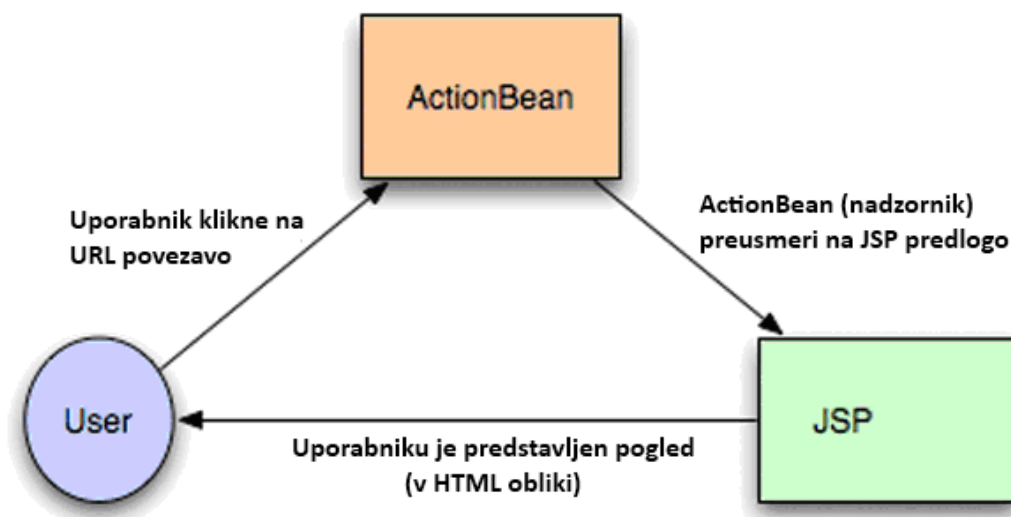 ActionBean
Uporabnik klikne na
URL povezavo
ActionBean (nadzornik)
preusmeri na JSP predlogo
User
JSP
Uporabniku je predstavljen pogled
(v HTML obliki)